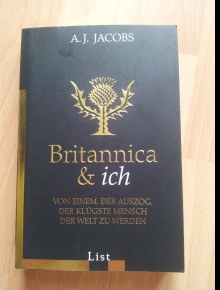 A. J. JACOBS
Britannica
& ich
VON EINEM, DER AUSZOG,
DER KLÜGSTE MENSCH
DER WELT ZU WERDEN
List